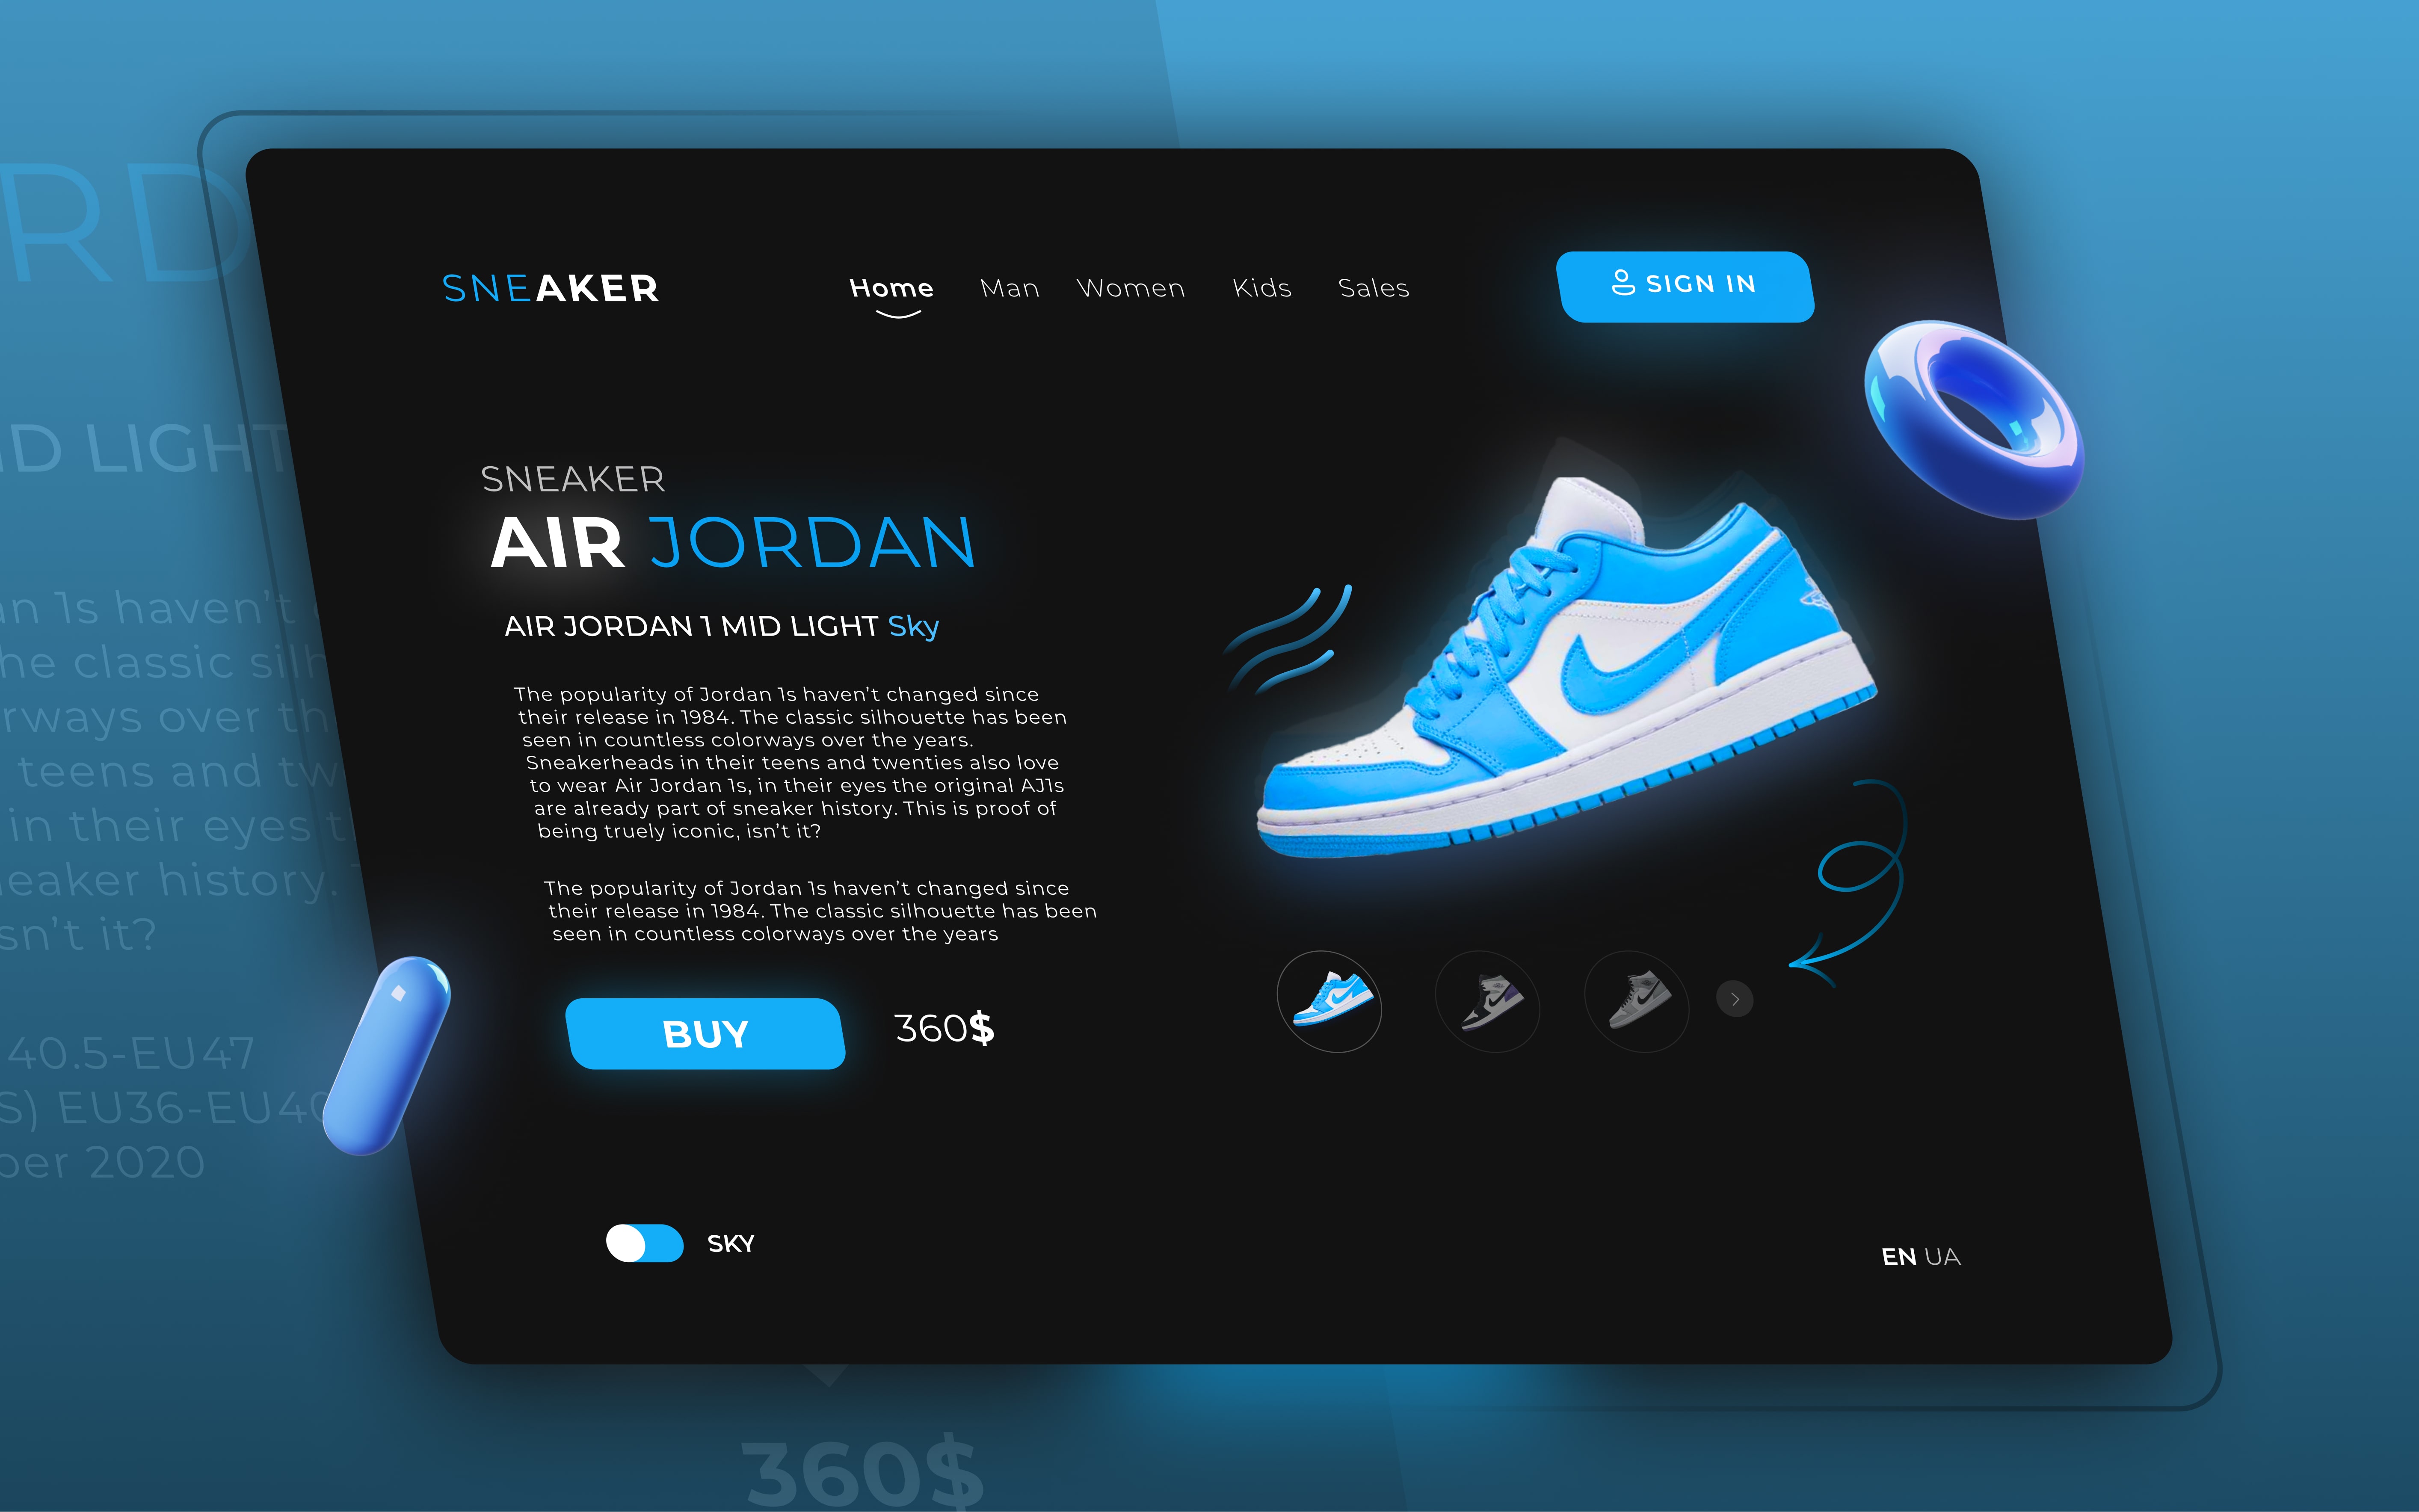 SNEAKER
Home Man Women Kids Sales
SIGN IN
SNEAKER
AIR JORDAN
AIR JORDAN 1 MID LIGHT Sky
The popularity of Jordan 1s haven't changed since
their release in 1984. The classic silhouette has been
seen in countless colorways over the years.
Sneakerheads in their teens and twenties also love
to wear Air Jordan 1s, in their eyes the original AJ1s
are already part of sneaker history. This is proof of
being truely iconic, isn't it?
The popularity of Jordan 1s haven't changed since
their release in 1984. The classic silhouette has been
seen in countless colorways over the years
BUY
360$
SKY
EN UA
RD
ID LIGHT
an 1s haven't
he classic silh
rways over th
teens and tw
in their eyes t
eaker history.
sn't it?
40.5-EU47
S) EU36-EU40
ber 2020
360$